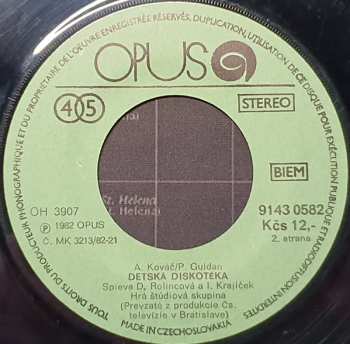 TOUS DROITS DU PRODUCTEUR PHONOGRAPHIQUE ET DU PROPRIETAIRE DE L'OEUVRE ENREGISTRÉE RÉSERVÉS, DUPLICATION, UTILISATION DE CE DISQUE POUR EXÉCUTION PUBLIQUE ET RADIODIFFUSION INTERDITES
OPUS
45
STEREO
BIEM
St. Helena
OH 3907
℗ 1982 OPUS
Č. MK 3213/82-21
9143 0582
Kčs 12,-
2. strana
A. Kováč/P. Guldan
DETSKÁ DISKOTÉKA
Spieva D. Rolincová a I. Krajíček
Hrá štúdiová skupina
(Prevzaté z produkcie Čs.
televízie v Bratislave)
MADE IN CZECHOSLOVAKIA